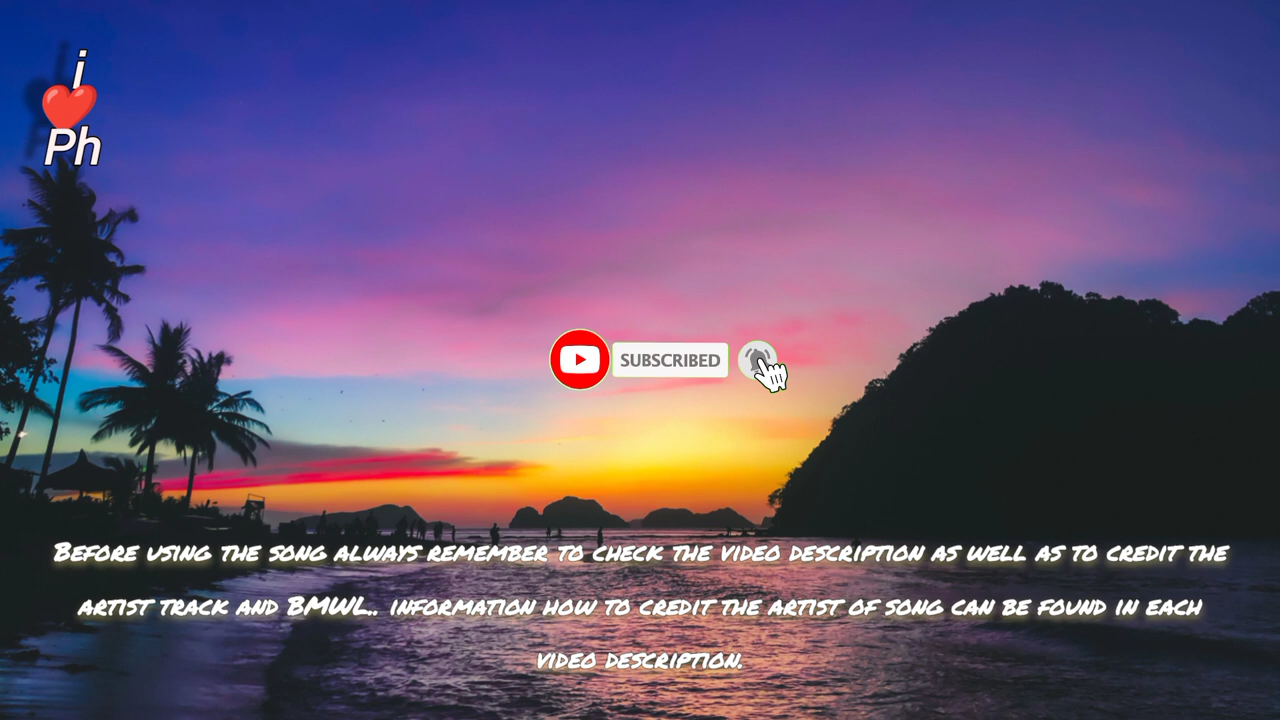 i
Ph
SUBSCRIBED
Before using the song always remember to check the video description as well as to credit the
artist track and BMWL.. information how to credit the artist of song can be found in each
video description.